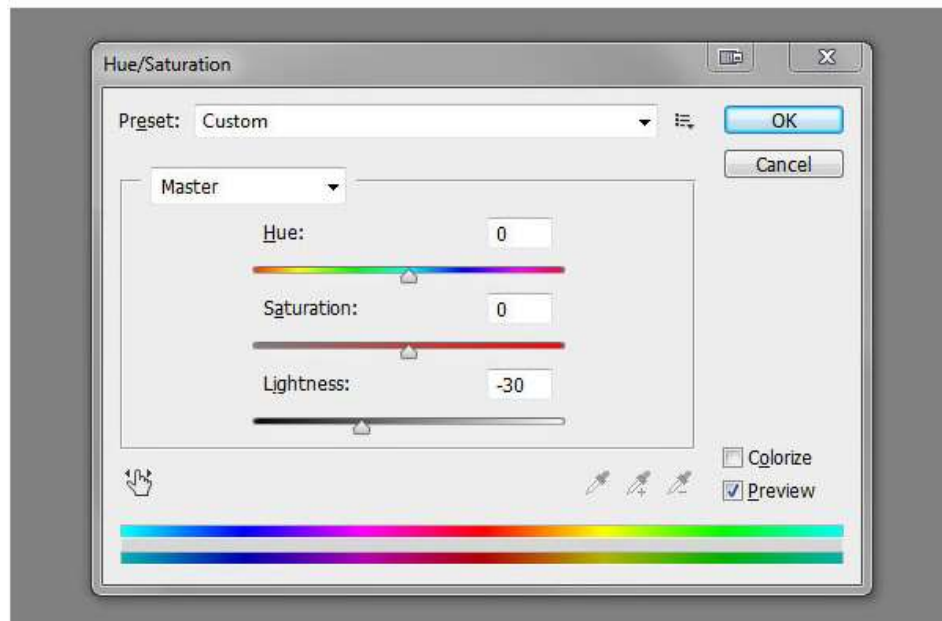 Hue/Saturation
Preset: Custom
OK
Cancel
Master
Hue: 0
Saturation: 0
Lightness: -30
Colorize
Preview